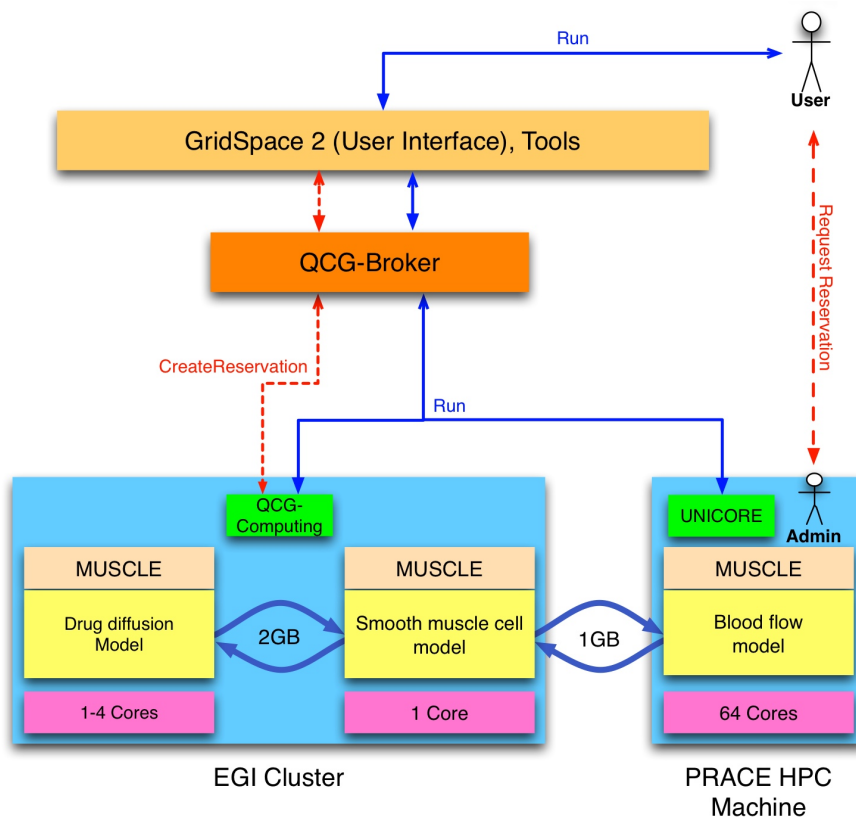 Run
User
GridSpace 2 (User Interface), Tools
Request Reservation
QCG-Broker
CreateReservation
Run
QCG-
Computing
UNICORE
Admin
MUSCLE
MUSCLE
MUSCLE
Drug diffusion
Model
2GB
Smooth muscle cell
model
1GB
Blood flow
model
1-4 Cores
1 Core
64 Cores
EGI Cluster
PRACE HPC
Machine